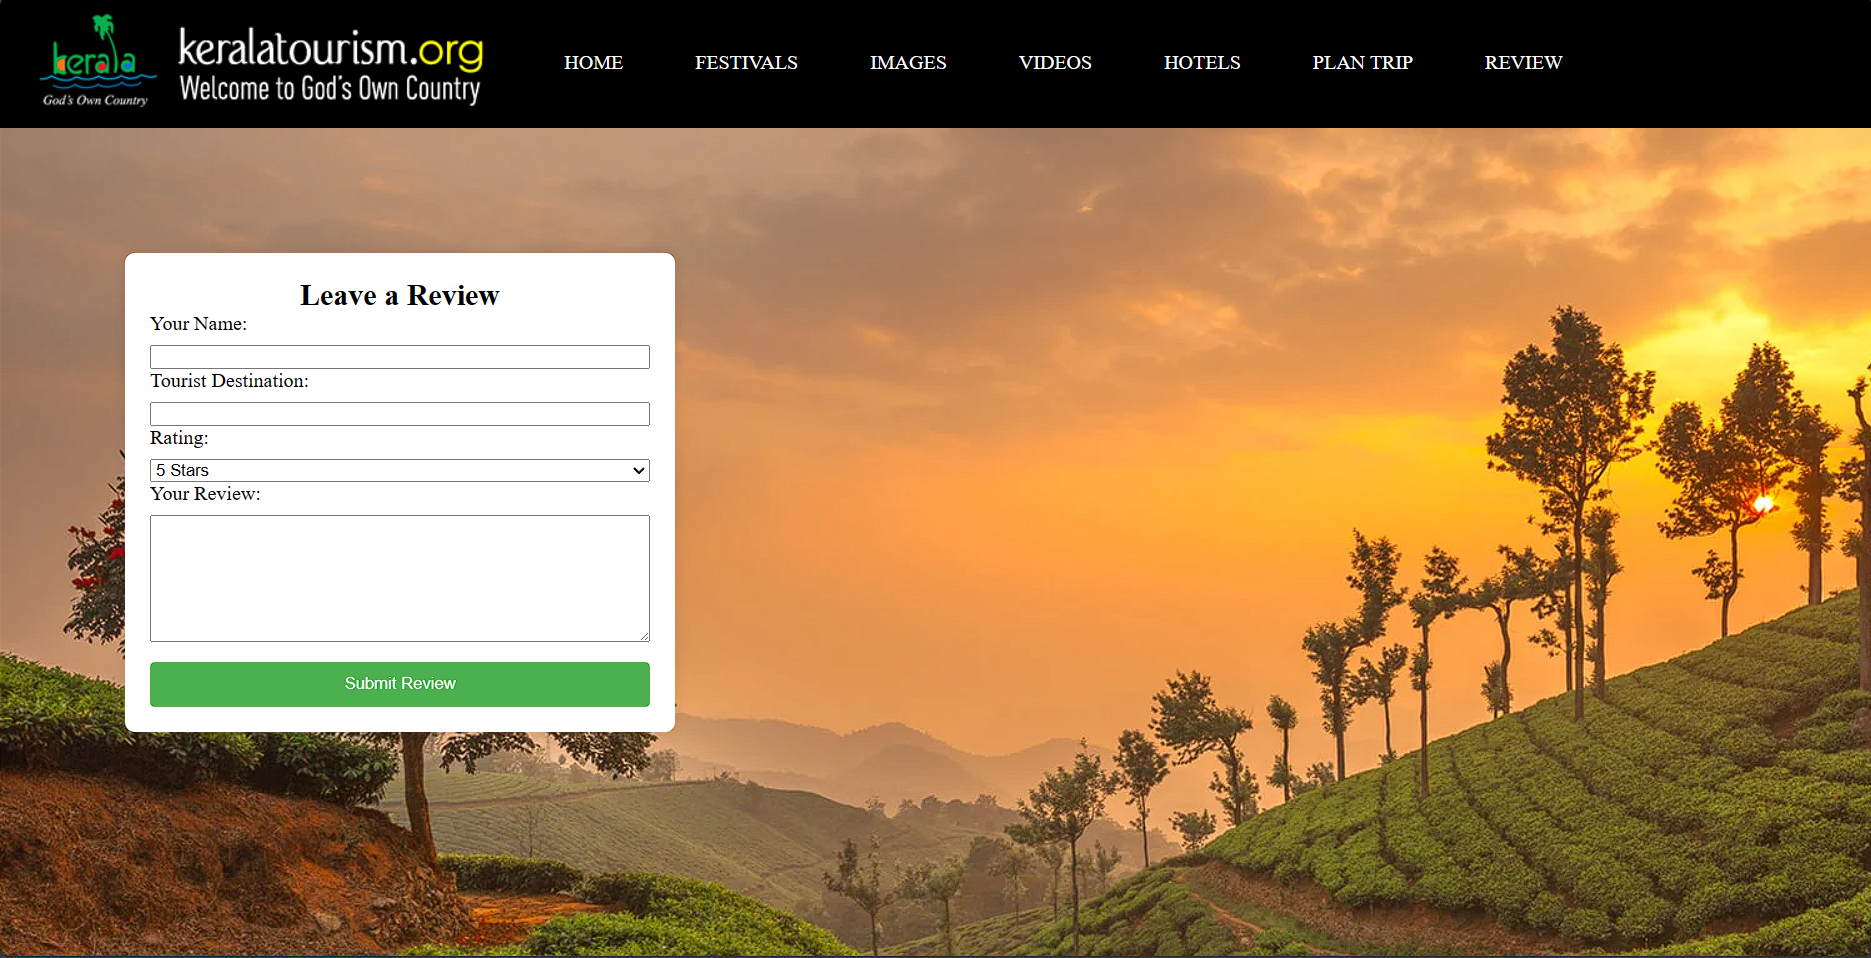 kerala
God's Own Country
keralatourism.org
Welcome to God's Own Country
HOME
FESTIVALS
IMAGES
VIDEOS
HOTELS
PLAN TRIP
REVIEW
Leave a Review
Your Name:
Tourist Destination:
Rating:
5 Stars
Your Review:
Submit Review